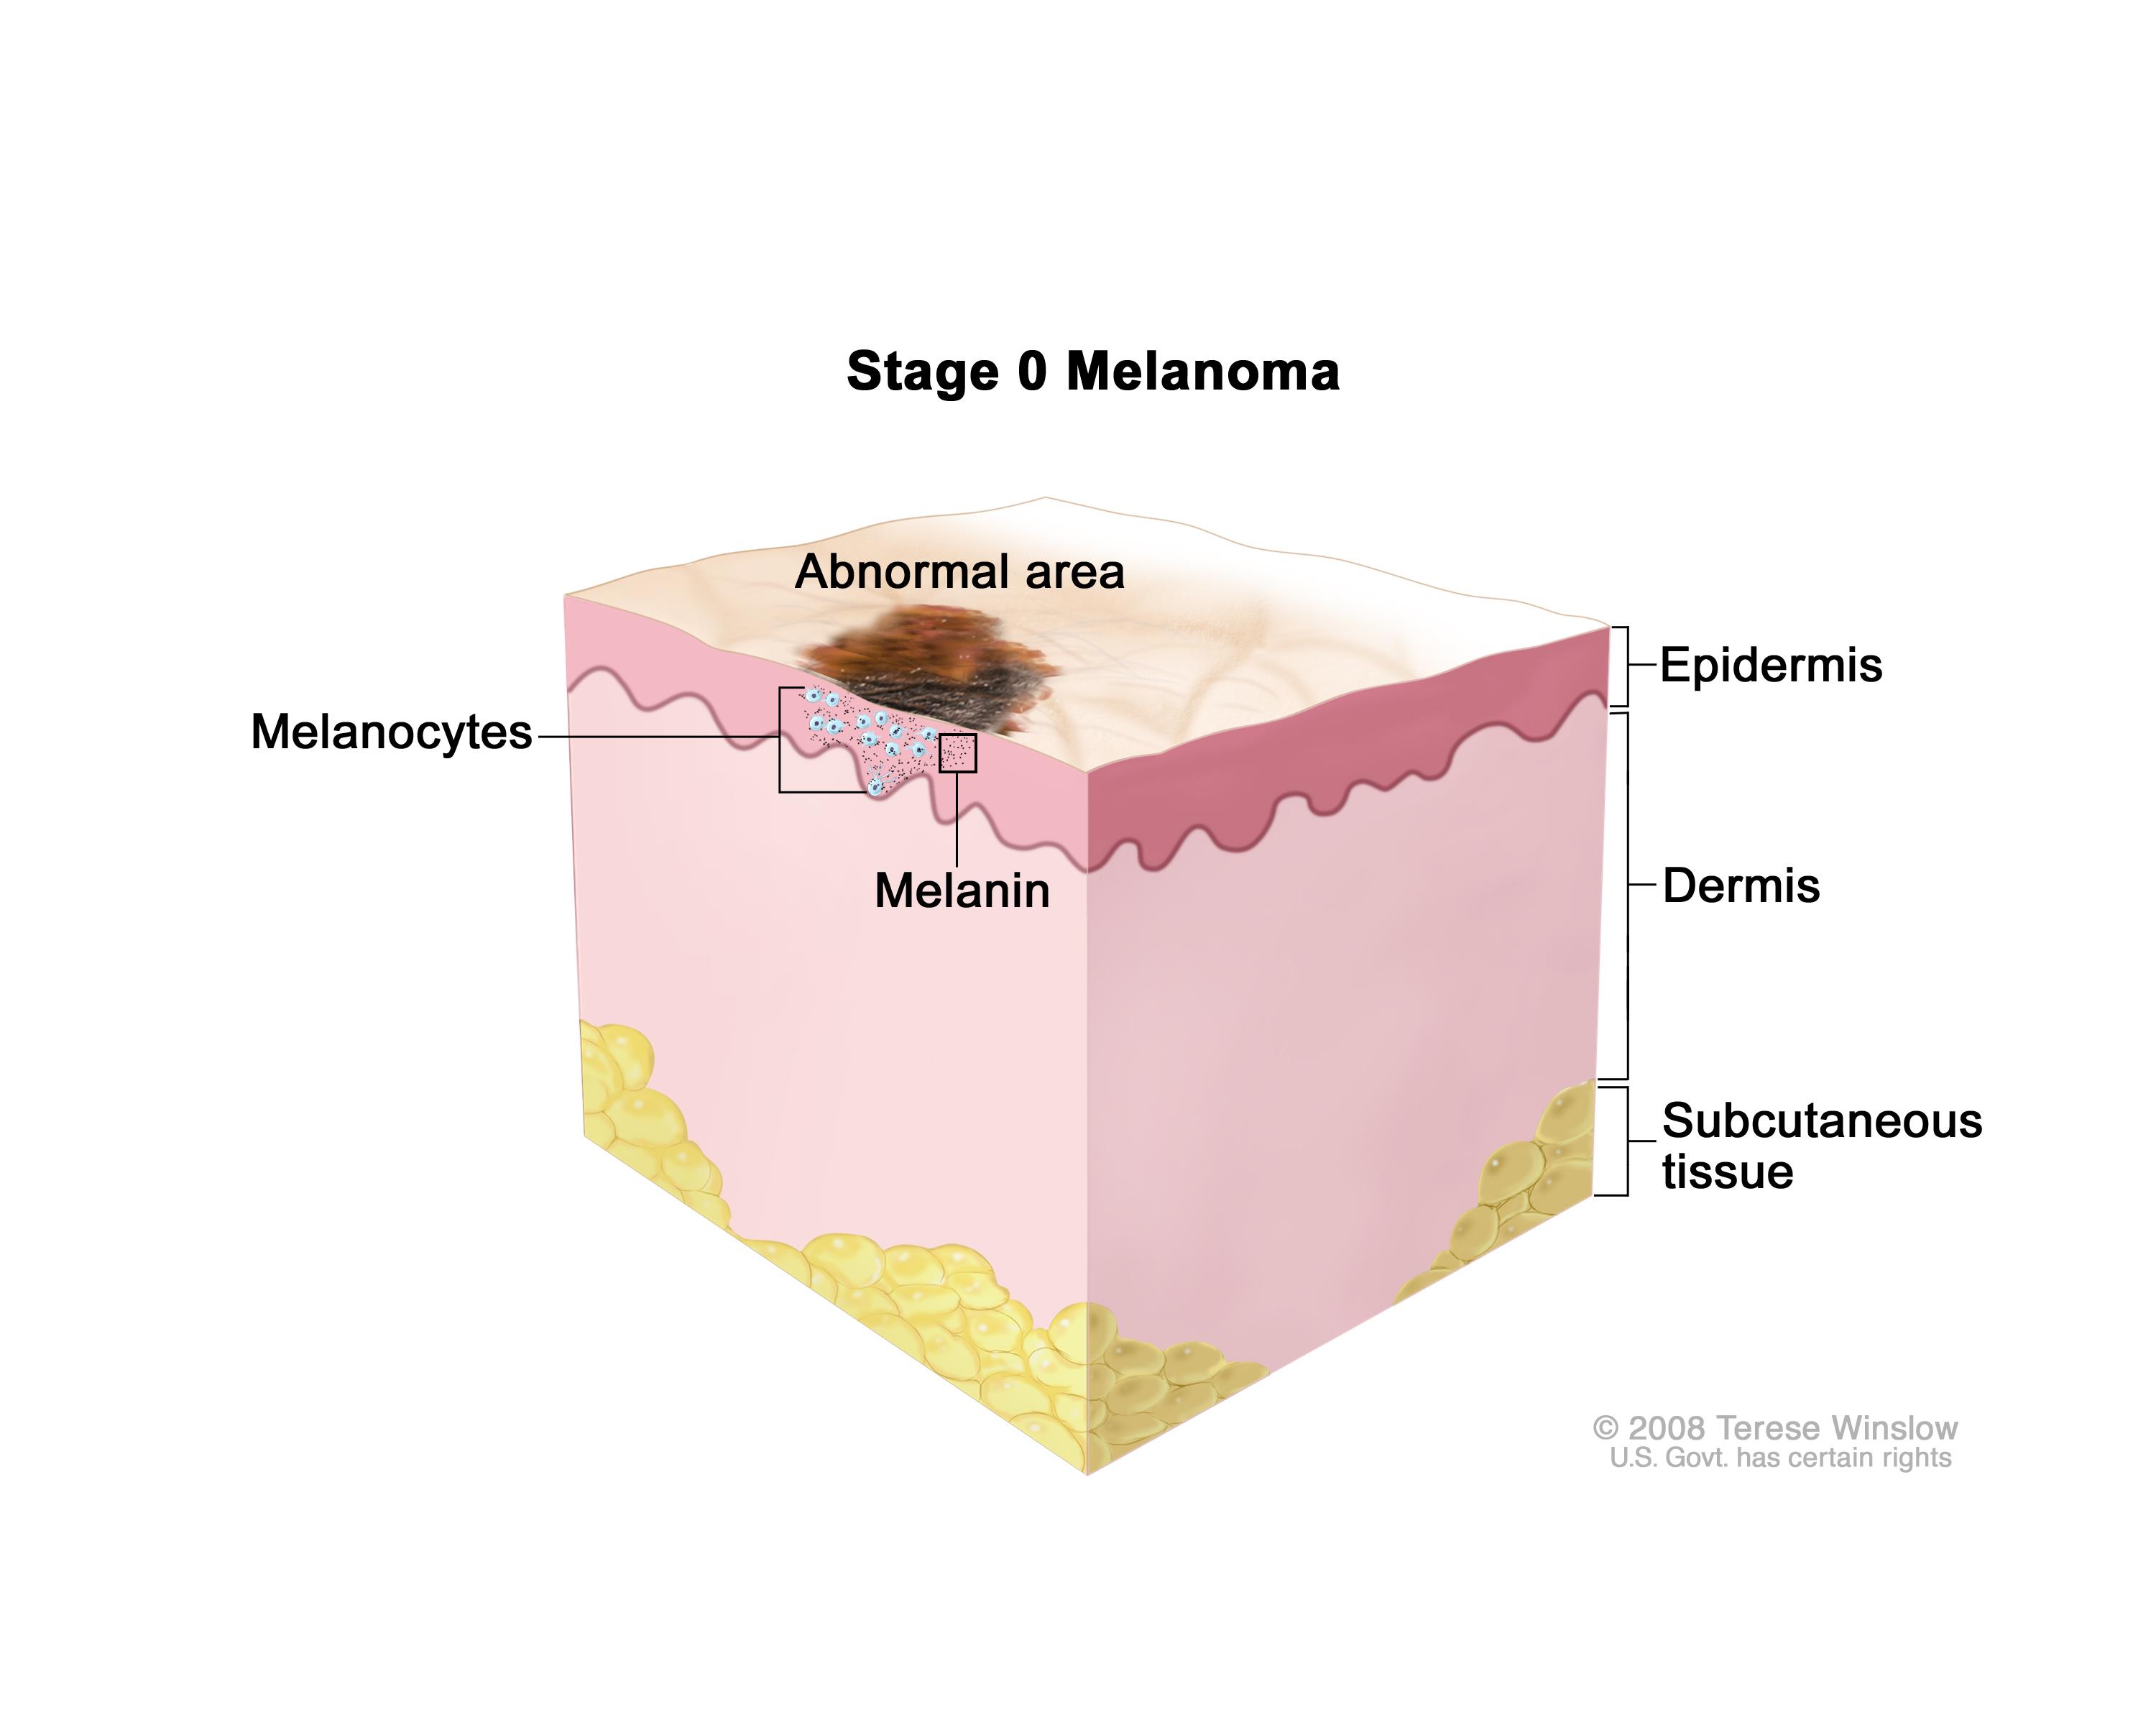 Stage 0 Melanoma
Abnormal area
Epidermis
Melanocytes
Melanin
Dermis
Subcutaneous
tissue
© 2008 Terese Winslow
U.S. Govt. has certain rights